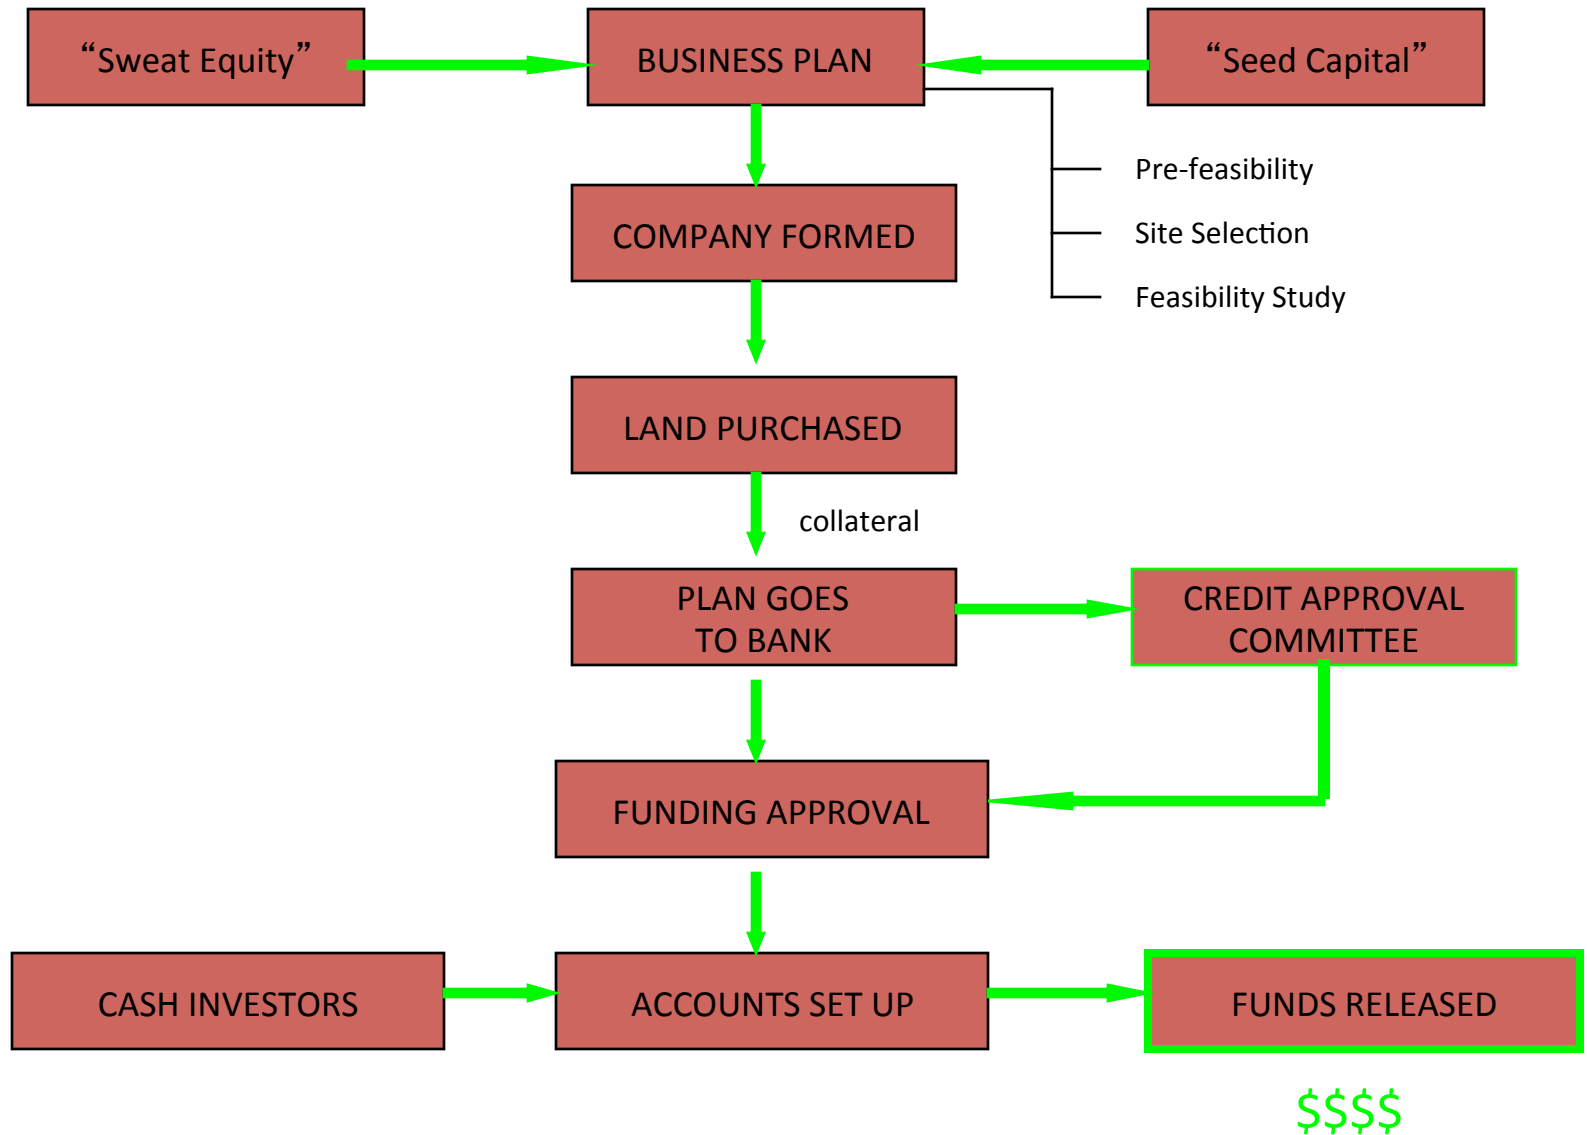 “Sweat Equity”
BUSINESS PLAN
“Seed Capital”
Pre-feasibility
COMPANY FORMED
Site Selection
Feasibility Study
LAND PURCHASED
collateral
PLAN GOES
TO BANK
CREDIT APPROVAL
COMMITTEE
FUNDING APPROVAL
CASH INVESTORS
ACCOUNTS SET UP
FUNDS RELEASED
$$$$